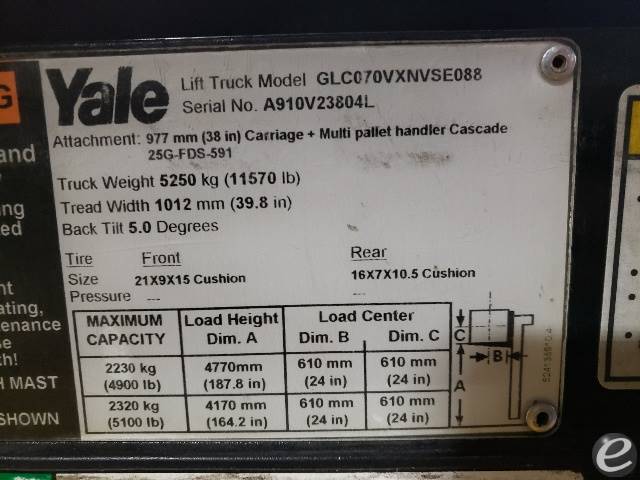 G
Yale
Lift Truck Model GLC070VXNVSE088
Serial No. A910V23804L
Attachment: 977 mm (38 in) Carriage + Multi pallet handler Cascade
25G-FDS-591
Truck Weight 5250 kg (11570 lb)
Tread Width 1012 mm (39.8 in)
Back Tilt 5.0 Degrees
Tire Front Rear
Size 21X9X15 Cushion 16X7X10.5 Cushion
Pressure --- ---
MAXIMUM CAPACITY
Load Height Dim. A
Load Center
Dim. B Dim. C
2230 kg 4770mm 610 mm 610 mm
(4900 lb) (187.8 in) (24 in) (24 in)
2320 kg 4170 mm 610 mm 610 mm
(5100 lb) (164.2 in) (24 in) (24 in)
C
B
A
and
ng
ed
nt
ating,
tenance
se
th!
H MAST
SHOWN
e